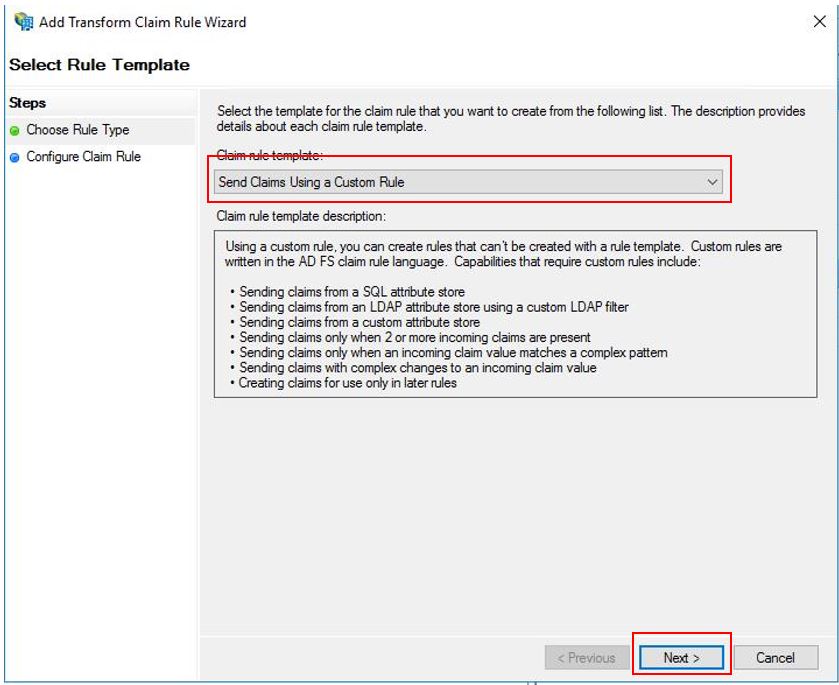 Add Transform Claim Rule Wizard
Select Rule Template
Steps
Choose Rule Type
Configure Claim Rule
Select the template for the claim rule that you want to create from the following list. The description provides
details about each claim rule template.
Claim rule template:
Send Claims Using a Custom Rule
Claim rule template description:
Using a custom rule, you can create rules that can't be created with a rule template. Custom rules are
written in the AD FS claim rule language. Capabilities that require custom rules include:
• Sending claims from a SQL attribute store
• Sending claims from an LDAP attribute store using a custom LDAP filter
• Sending claims from a custom attribute store
• Sending claims only when 2 or more incoming claims are present
• Sending claims only when an incoming claim value matches a complex pattern
• Sending claims with complex changes to an incoming claim value
• Creating claims for use only in later rules
< Previous
Next >
Cancel